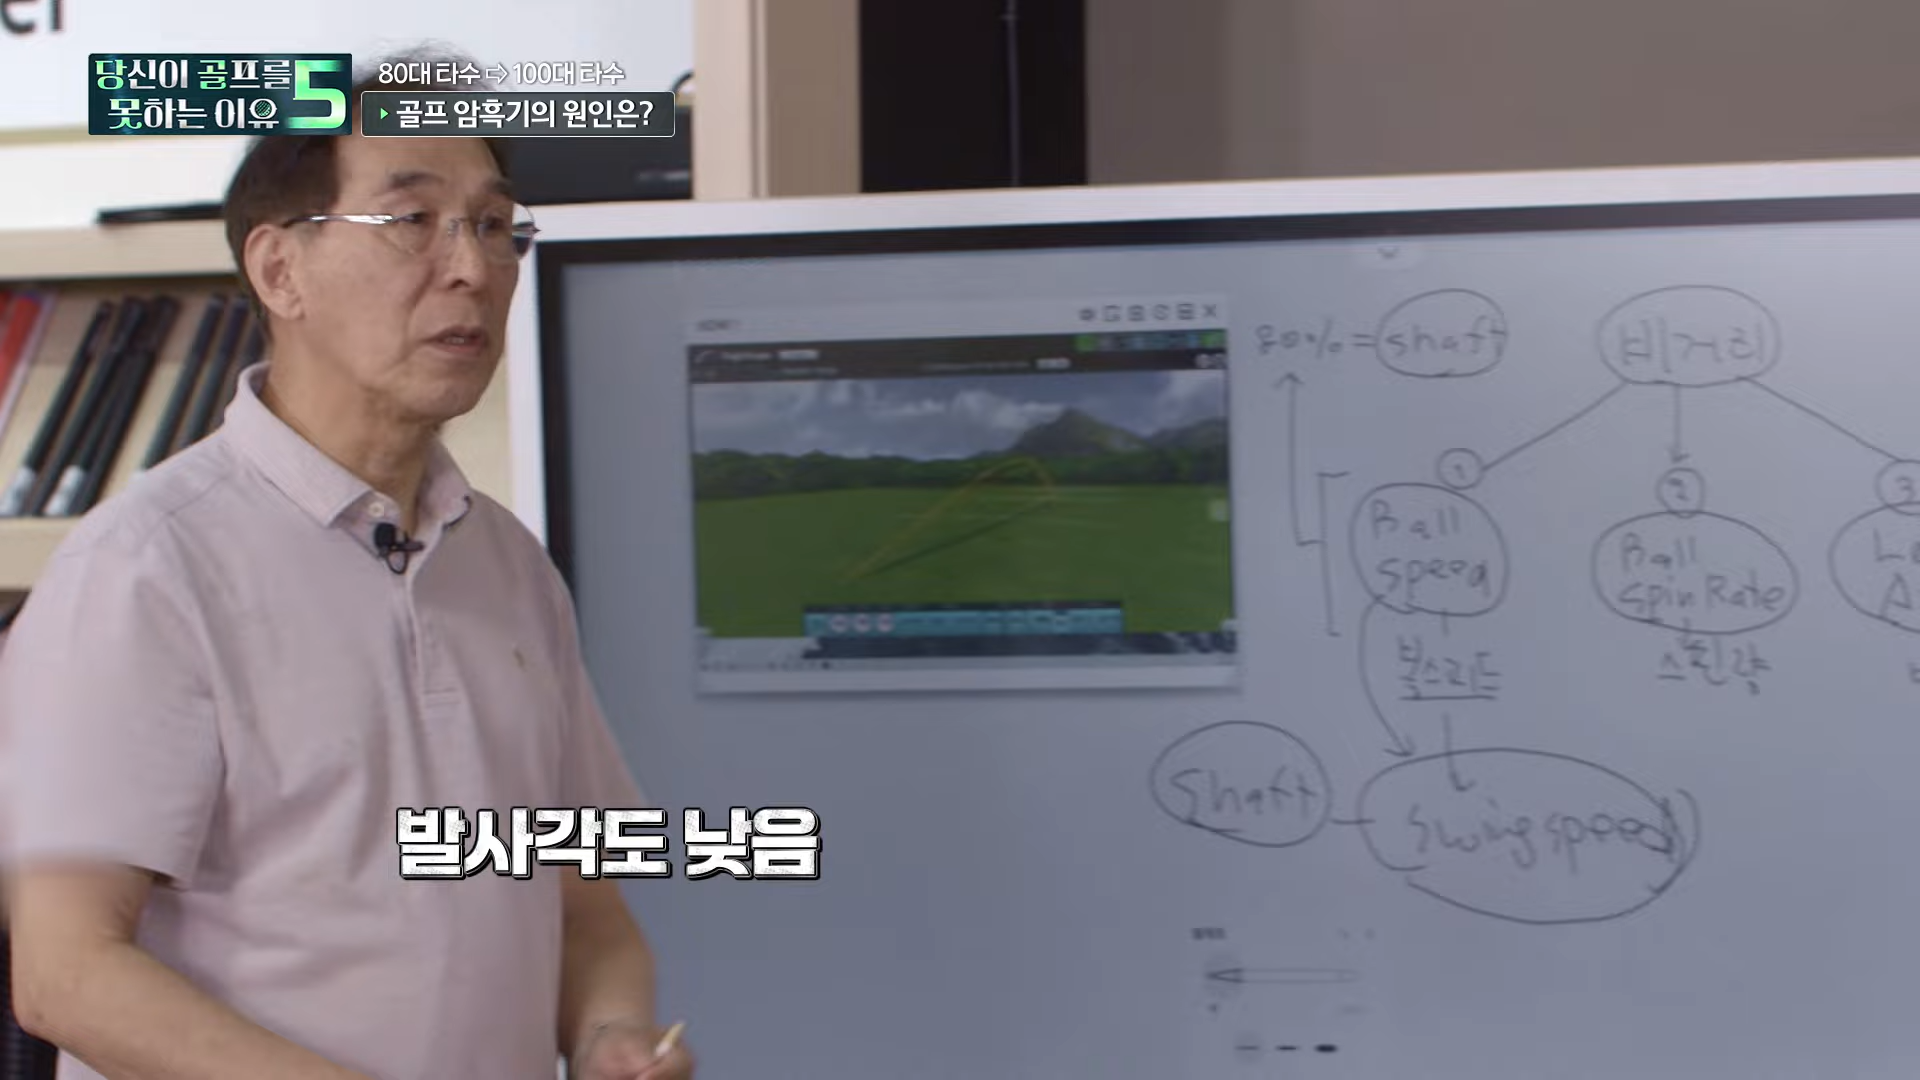 당신이 골프를
못하는 이유 5
80대 타수 ⇨ 100대 타수
골프 암흑기의 원인은?
80% = shaft
비거리
1
2
3
Ball
speed
Ball
spin Rate
볼스피드
스핀량
shaft
swing speed
발사각도 낮음